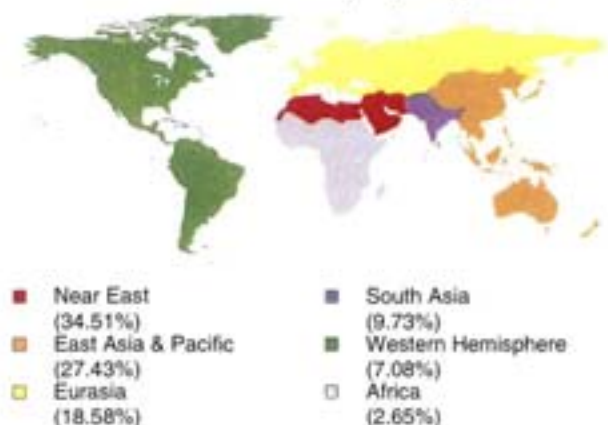 Near East
(34.51%)
East Asia & Pacific
(27.43%)
Eurasia
(18.58%)
South Asia
(9.73%)
Western Hemisphere
(7.08%)
Africa
(2.65%)